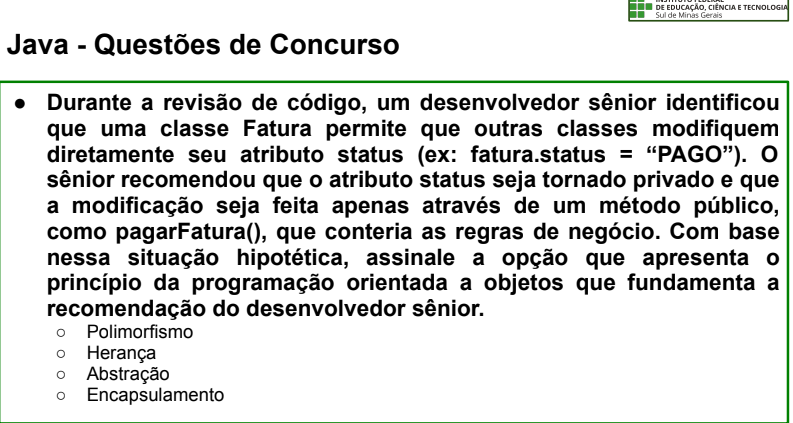 INSTITUTO FEDERAL
DE EDUCAÇÃO, CIÊNCIA E TECNOLOGIA
Sul de Minas Gerais
Java - Questões de Concurso
● Durante a revisão de código, um desenvolvedor sênior identificou
que uma classe Fatura permite que outras classes modifiquem
diretamente seu atributo status (ex: fatura.status = “PAGO”). O
sênior recomendou que o atributo status seja tornado privado e que
a modificação seja feita apenas através de um método público,
como pagarFatura(), que conteria as regras de negócio. Com base
nessa situação hipotética, assinale a opção que apresenta o
princípio da programação orientada a objetos que fundamenta a
recomendação do desenvolvedor sênior.
○ Polimorfismo
○ Herança
○ Abstração
○ Encapsulamento